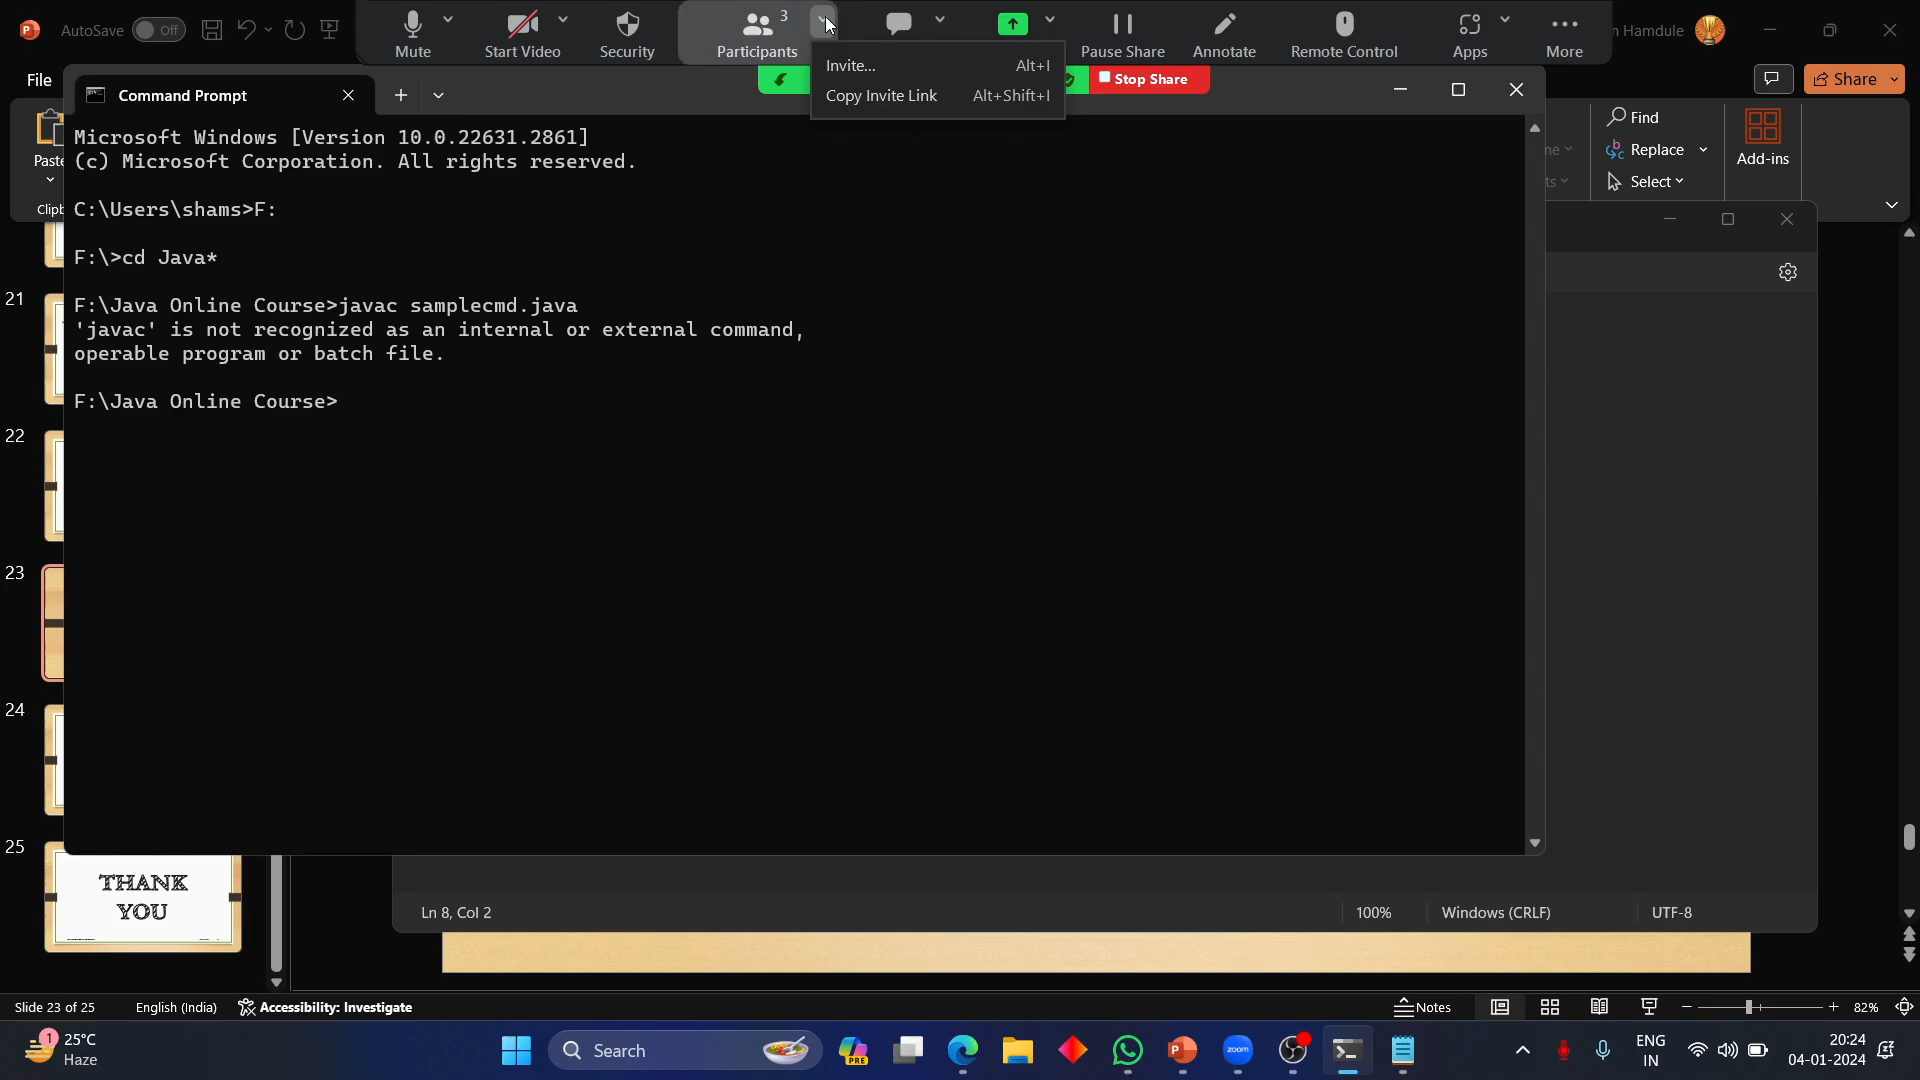 AutoSave Off
Mute
Start Video
Security
3
Participants
Pause Share
Annotate
Remote Control
Apps
More
Hamdule
Invite... Alt+I
Copy Invite Link Alt+Shift+I
Stop Share
File
Share
Command Prompt
Find
Replace
Select
Add-ins
Paste
Microsoft Windows [Version 10.0.22631.2861]
(c) Microsoft Corporation. All rights reserved.
C:\Users\shams>F:
F:\>cd Java*
F:\Java Online Course>javac samplecmd.java
'javac' is not recognized as an internal or external command,
operable program or batch file.
F:\Java Online Course>
21
22
23
24
25
THANK
YOU
Ln 8, Col 2
100%
Windows (CRLF)
UTF-8
Slide 23 of 25
English (India)
Accessibility: Investigate
Notes
82%
1
25°C
Haze
Search
PRE
zoom
ENG
IN
20:24
04-01-2024